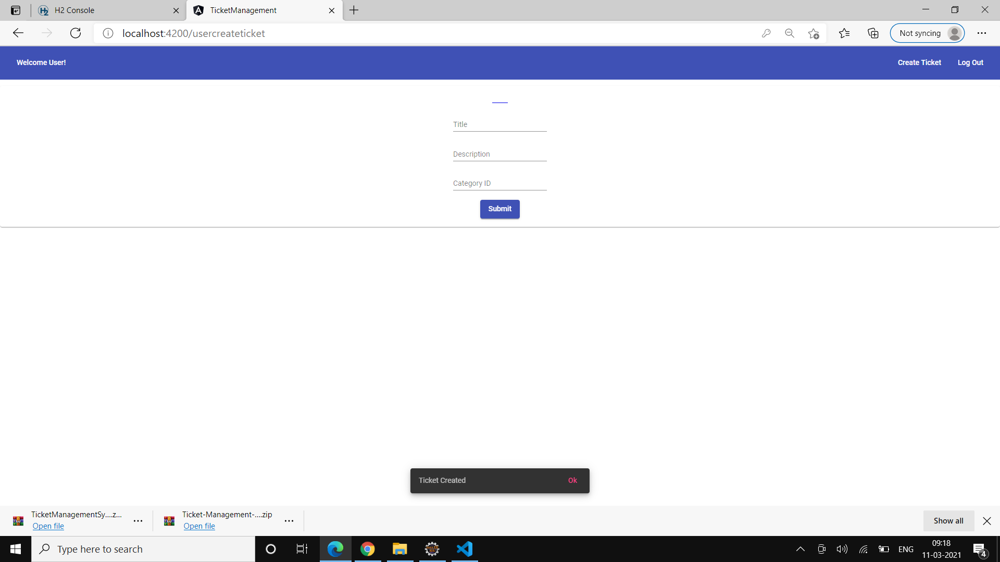 H2 Console
TicketManagement
localhost:4200/usercreateticket
Not syncing
Welcome User!
Create Ticket
Log Out
Title
Description
Category ID
Submit
Ticket Created
Ok
TicketManagementSy....z...
Open file
Ticket-Management-....zip
Open file
Show all
Type here to search
ENG
09:18
11-03-2021
4